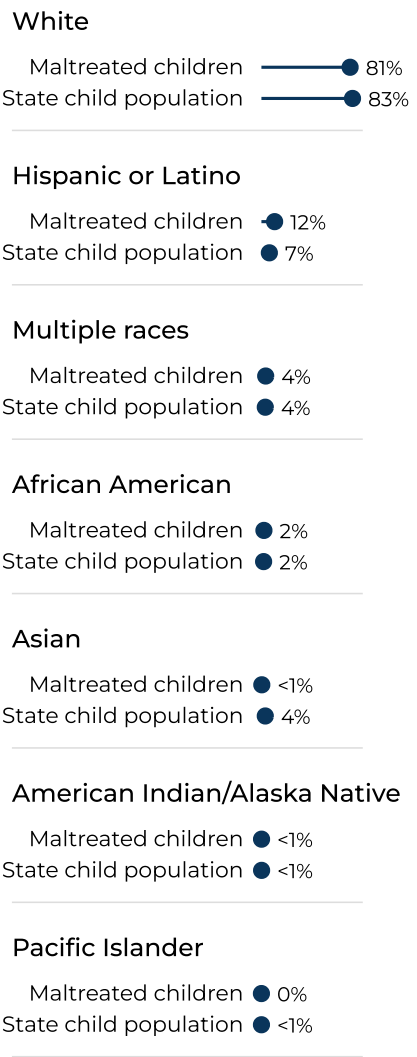 White
Maltreated children 81%
State child population 83%
Hispanic or Latino
Maltreated children 12%
State child population 7%
Multiple races
Maltreated children 4%
State child population 4%
African American
Maltreated children 2%
State child population 2%
Asian
Maltreated children <1%
State child population 4%
American Indian/Alaska Native
Maltreated children <1%
State child population <1%
Pacific Islander
Maltreated children 0%
State child population <1%